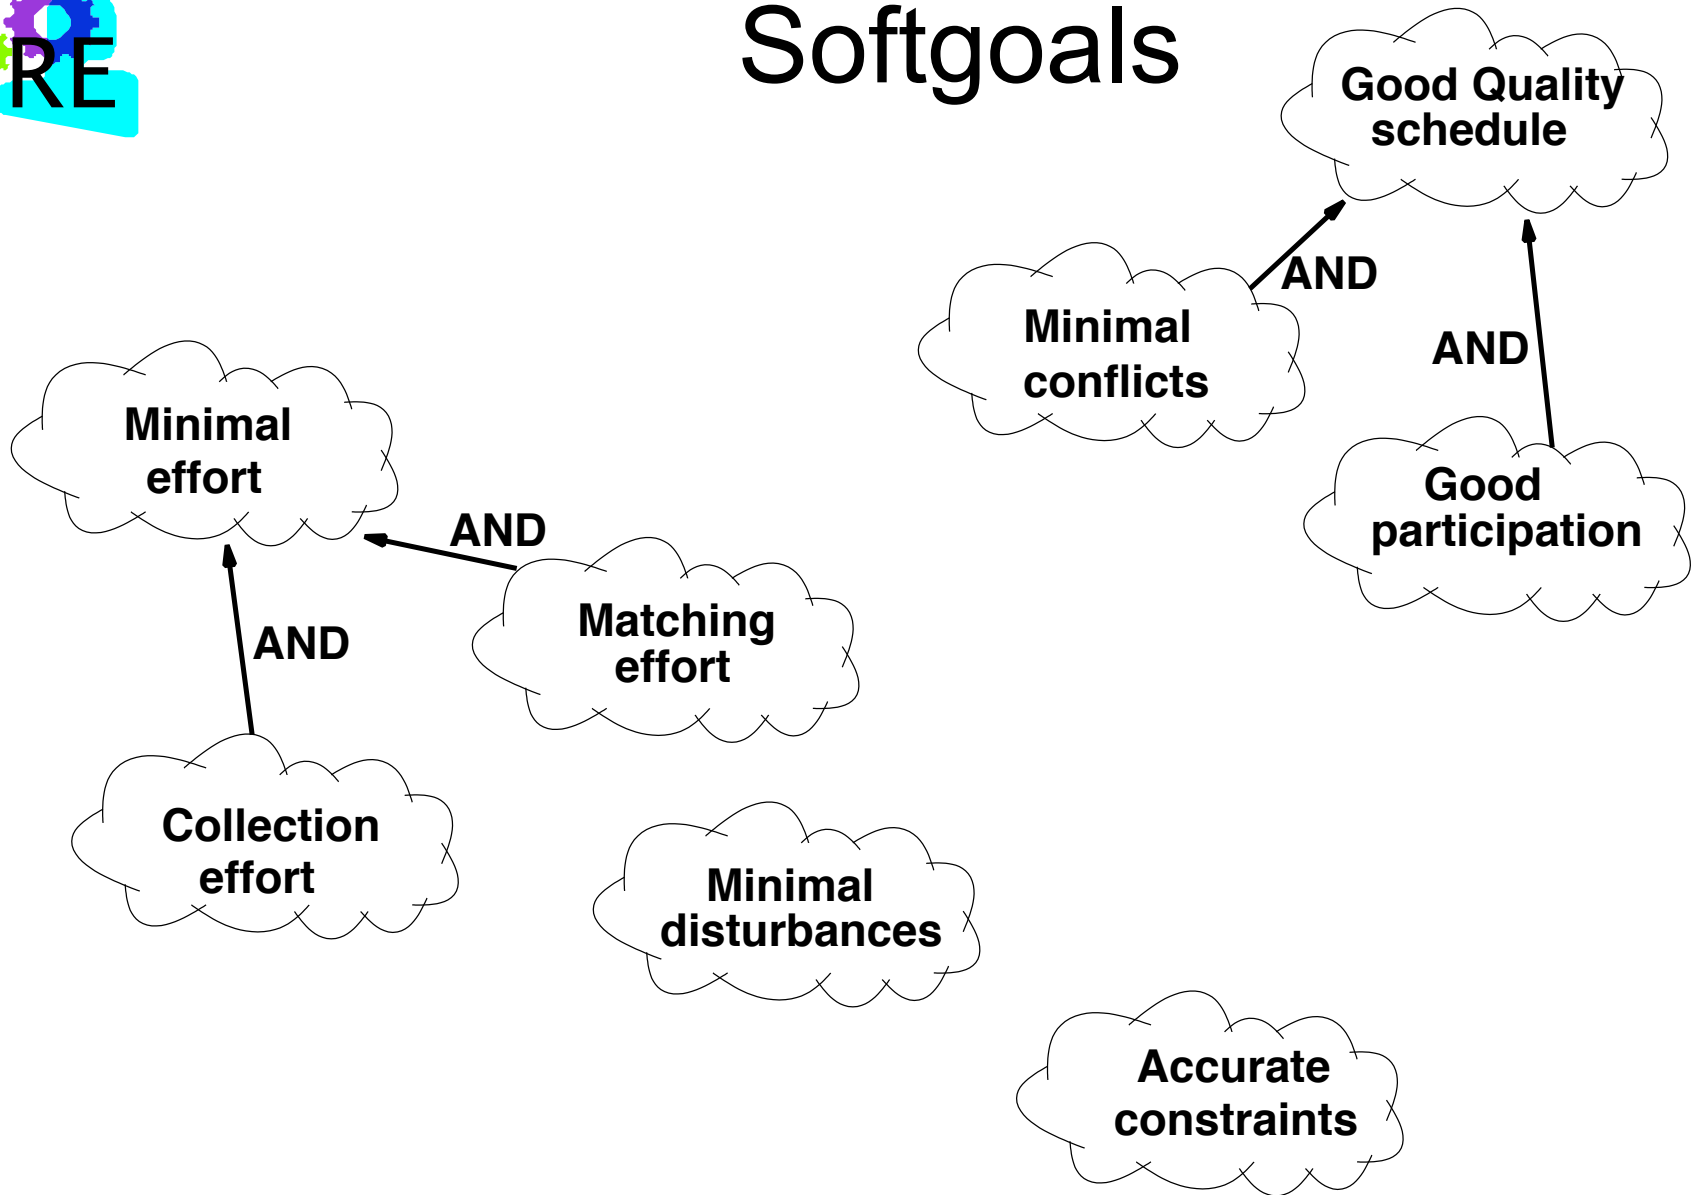 RE
Softgoals
Good Quality
schedule
AND
Minimal
conflicts
AND
Good
participation
Minimal
effort
AND
Matching
effort
AND
Collection
effort
Minimal
disturbances
Accurate
constraints